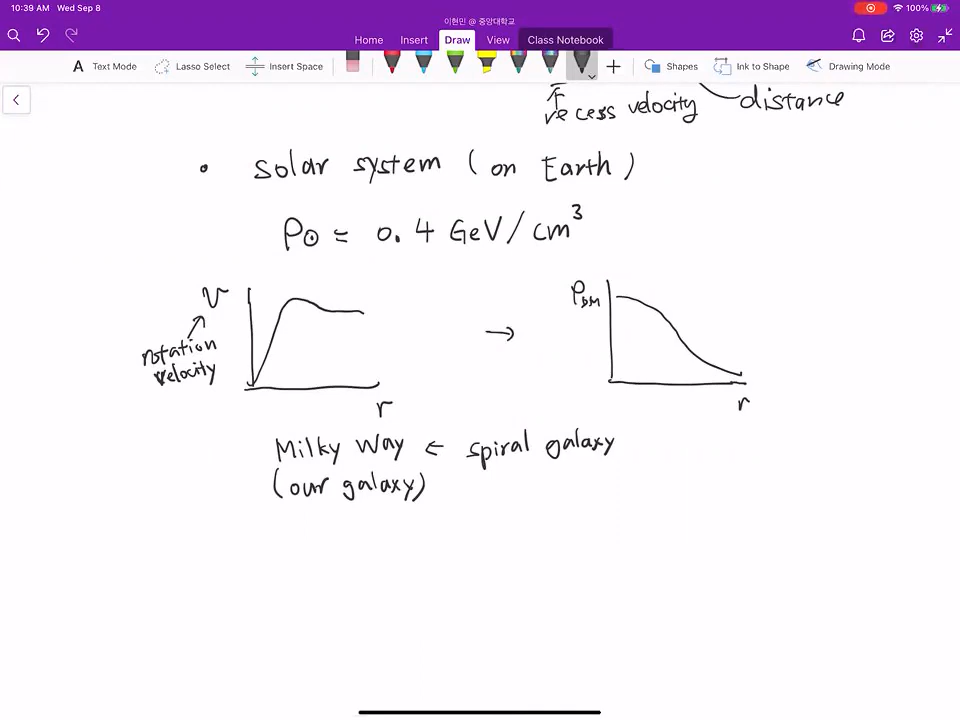 10:39 AM Wed Sep 8
100%
이현민 @ 중앙대학교
Home Insert Draw View Class Notebook
Text Mode Lasso Select Insert Space Shapes Ink to Shape Drawing Mode
recess velocity distance
• Solar system (on Earth)
ρ⊙ = 0.4 GeV/cm³
v
rotation velocity
r
→
ρDM
r
Milky Way ← spiral galaxy
(our galaxy)